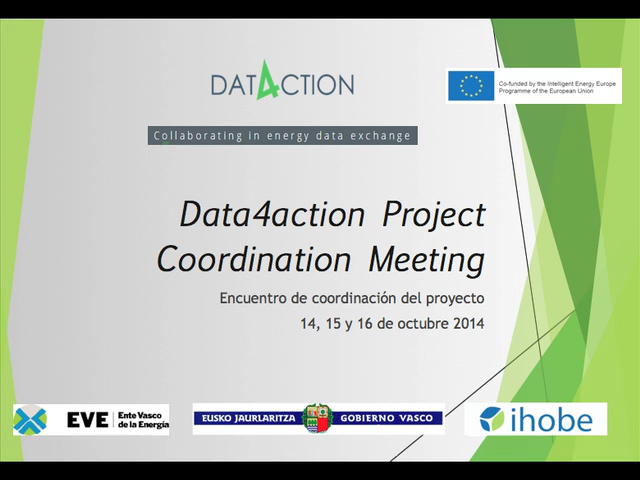 DATA4ACTION
Co-funded by the Intelligent Energy Europe
Programme of the European Union
Collaborating in energy data exchange
Data4action Project
Coordination Meeting
Encuentro de coordinación del proyecto
14, 15 y 16 de octubre 2014
EVE Ente Vasco
de la Energía
EUSKO JAURLARITZA GOBIERNO VASCO
ihobe